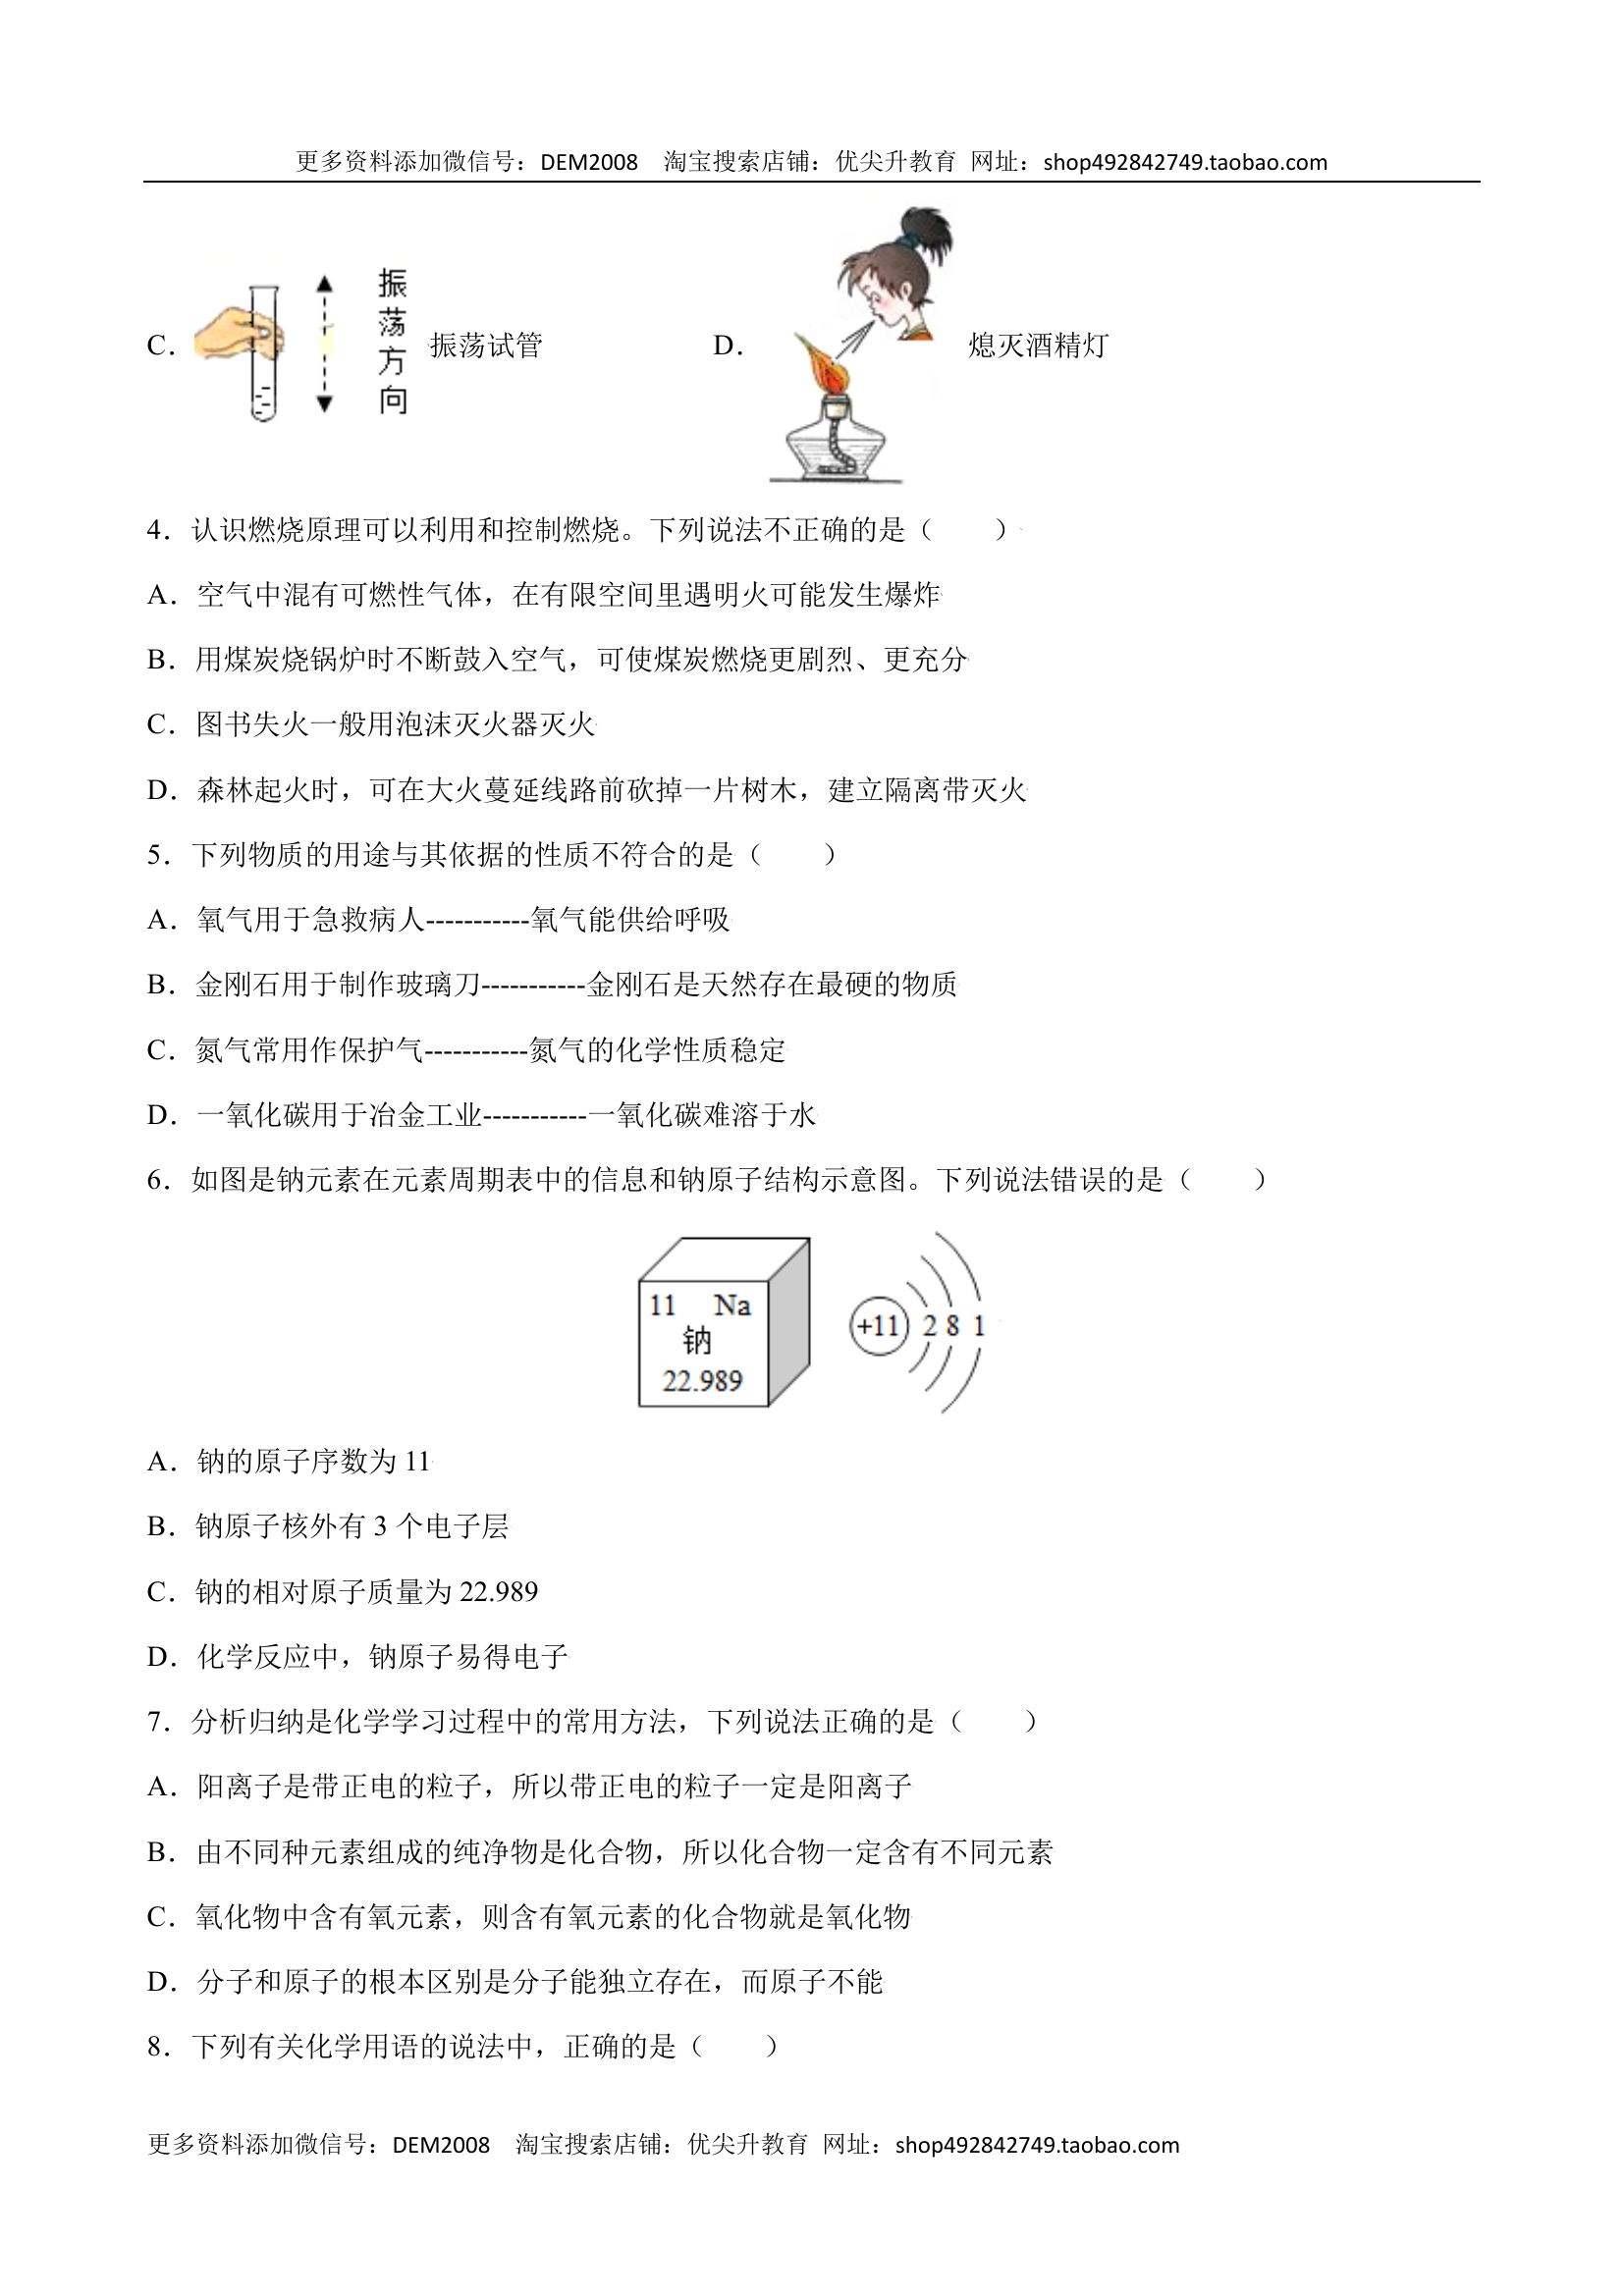 更多资料添加微信号：DEM2008 淘宝搜索店铺：优尖升教育 网址：shop492842749.taobao.com
C．
振荡方向
振荡试管
D．
熄灭酒精灯
4．认识燃烧原理可以利用和控制燃烧。下列说法不正确的是（　　）
A．空气中混有可燃性气体，在有限空间里遇明火可能发生爆炸
B．用煤炭烧锅炉时不断鼓入空气，可使煤炭燃烧更剧烈、更充分
C．图书失火一般用泡沫灭火器灭火
D．森林起火时，可在大火蔓延线路前砍掉一片树木，建立隔离带灭火
5．下列物质的用途与其依据的性质不符合的是（　　）
A．氧气用于急救病人-----------氧气能供给呼吸
B．金刚石用于制作玻璃刀-----------金刚石是天然存在最硬的物质
C．氮气常用作保护气-----------氮气的化学性质稳定
D．一氧化碳用于冶金工业-----------一氧化碳难溶于水
6．如图是钠元素在元素周期表中的信息和钠原子结构示意图。下列说法错误的是（　　）
11 Na
钠
22.989
+11 2 8 1
A．钠的原子序数为 11
B．钠原子核外有 3 个电子层
C．钠的相对原子质量为 22.989
D．化学反应中，钠原子易得电子
7．分析归纳是化学学习过程中的常用方法，下列说法正确的是（　　）
A．阳离子是带正电的粒子，所以带正电的粒子一定是阳离子
B．由不同种元素组成的纯净物是化合物，所以化合物一定含有不同元素
C．氧化物中含有氧元素，则含有氧元素的化合物就是氧化物
D．分子和原子的根本区别是分子能独立存在，而原子不能
8．下列有关化学用语的说法中，正确的是（　　）
更多资料添加微信号：DEM2008 淘宝搜索店铺：优尖升教育 网址：shop492842749.taobao.com